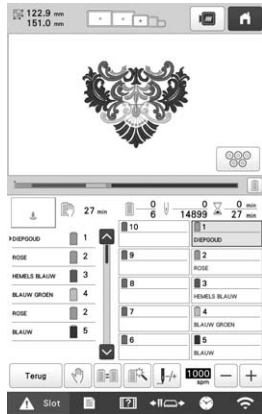 122.9 mm
151.0 mm
27 min
0
6
0
14899
0
27 min
DIEPGOUD 1
ROSE 2
HEMELS BLAUW 3
BLAUW GROEN 4
ROSE 2
BLAUW 5
10
1
DIEPGOUD
9
2
ROSE
8
3
HEMELS BLAUW
7
4
BLAUW GROEN
6
5
BLAUW
Terug
1000
spm
Slot